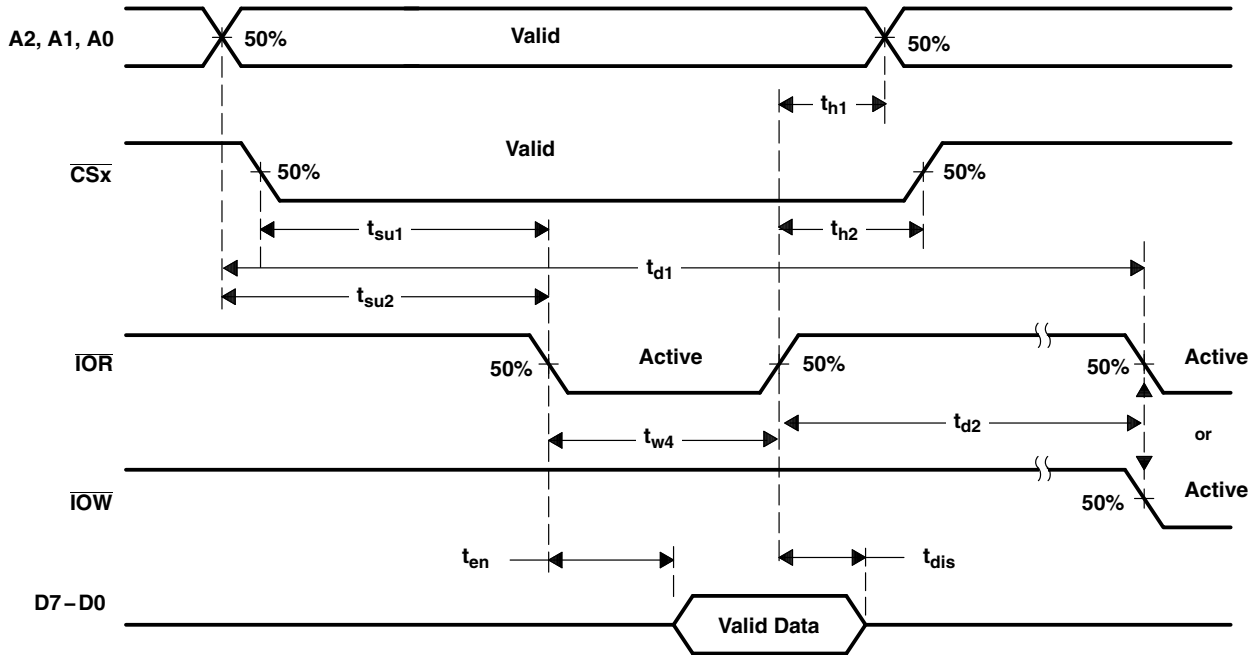 A2, A1, A0
50%
Valid
50%
th1
CSx
50%
Valid
50%
tsu1
th2
td1
tsu2
IOR
50%
Active
50%
50%
Active
tw4
td2
or
IOW
50%
Active
ten
tdis
D7–D0
Valid Data